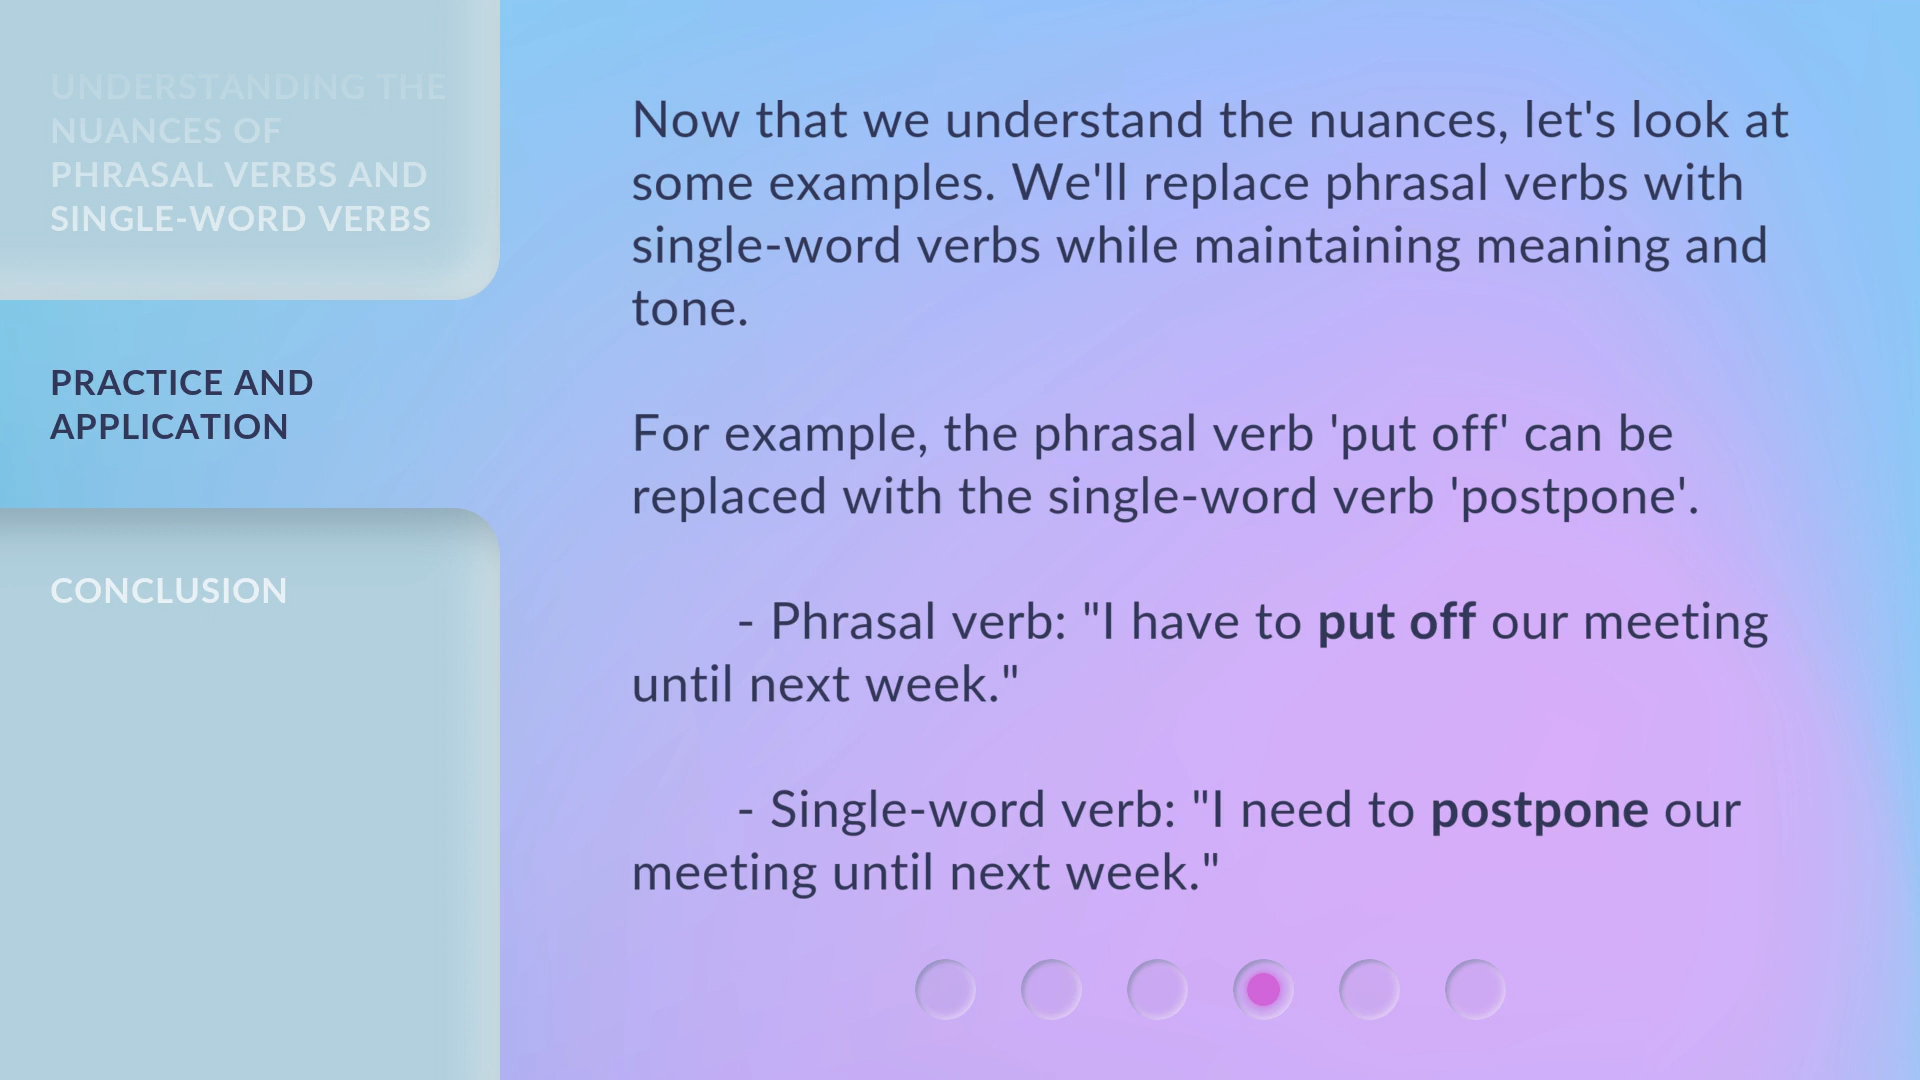 UNDERSTANDING THE
NUANCES OF
PHRASAL VERBS AND
SINGLE-WORD VERBS
PRACTICE AND
APPLICATION
CONCLUSION
Now that we understand the nuances, let's look at
some examples. We'll replace phrasal verbs with
single-word verbs while maintaining meaning and
tone.
For example, the phrasal verb 'put off' can be
replaced with the single-word verb 'postpone'.
- Phrasal verb: "I have to put off our meeting
until next week."
- Single-word verb: "I need to postpone our
meeting until next week."